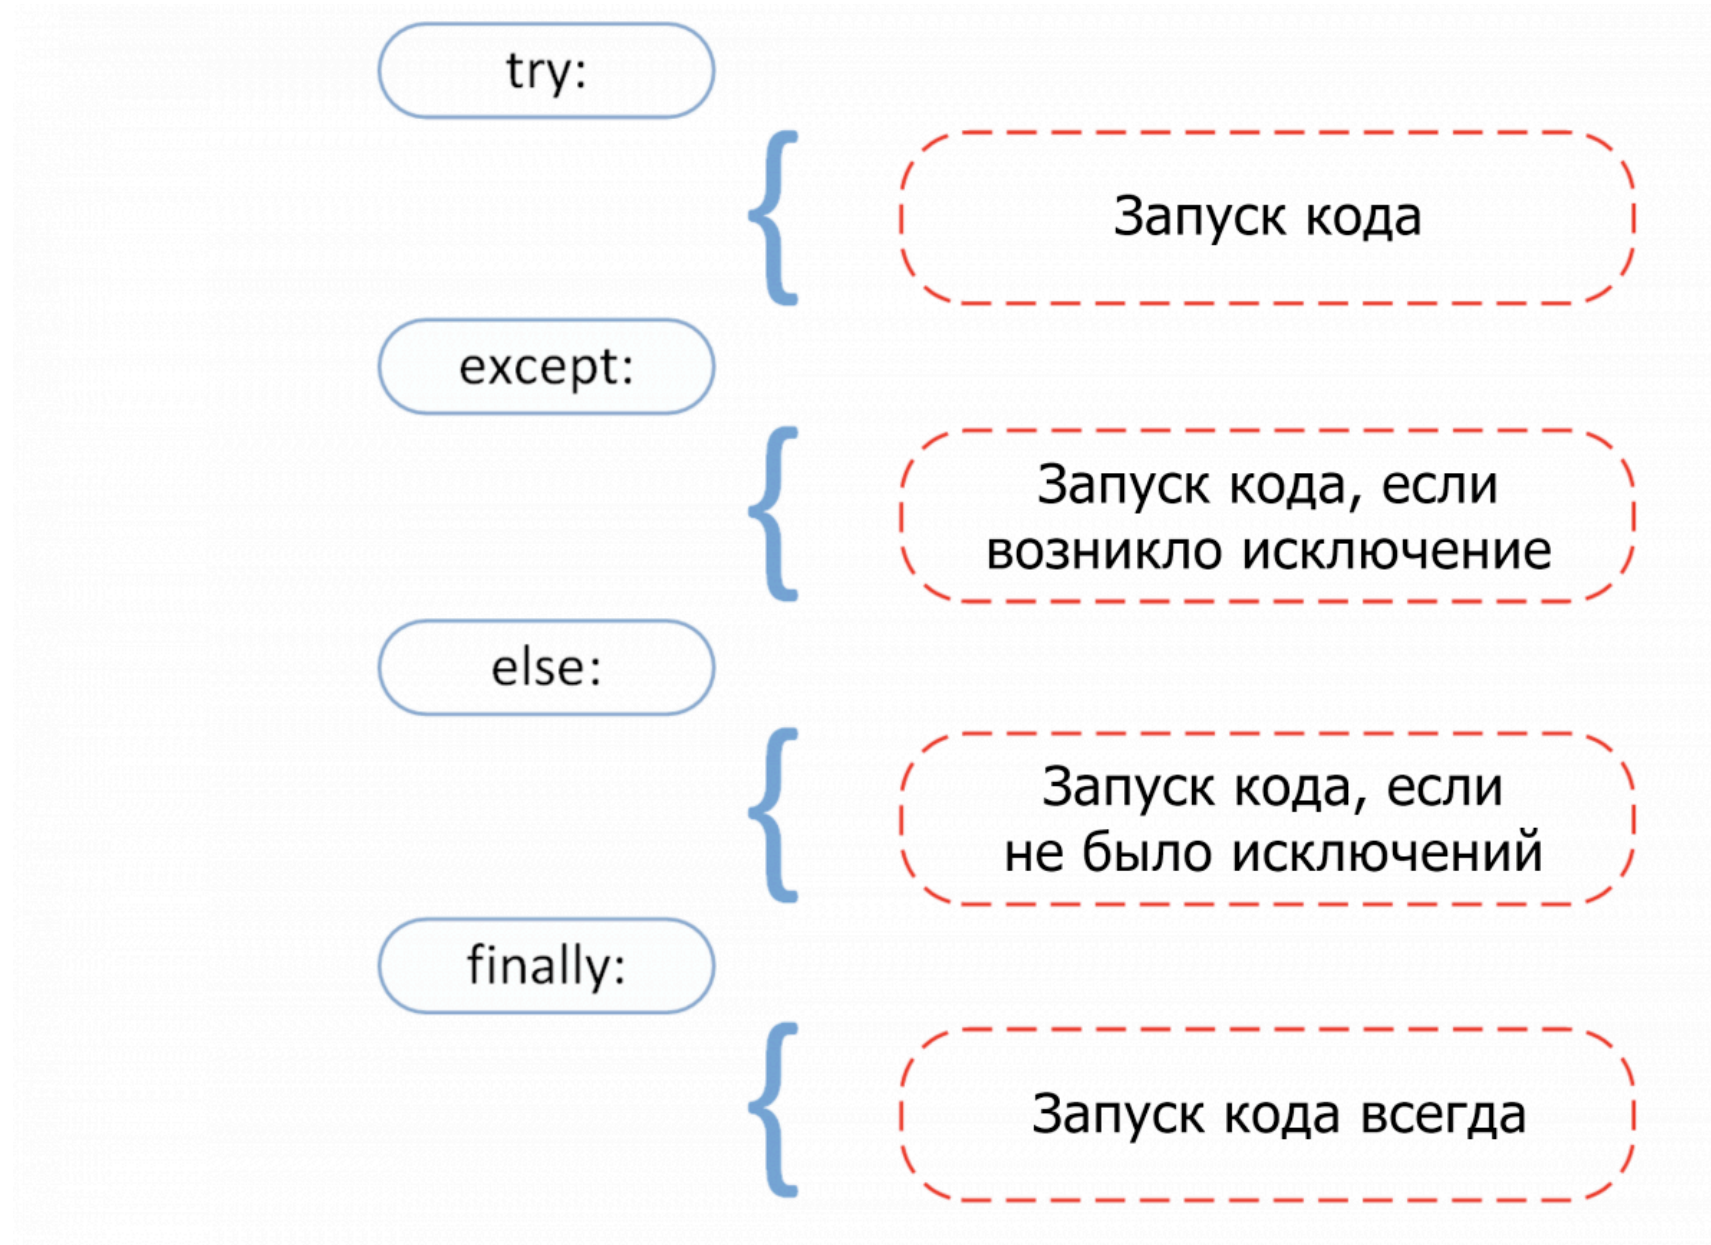 try:
Запуск кода
except:
Запуск кода, если
возникло исключение
else:
Запуск кода, если
не было исключений
finally:
Запуск кода всегда